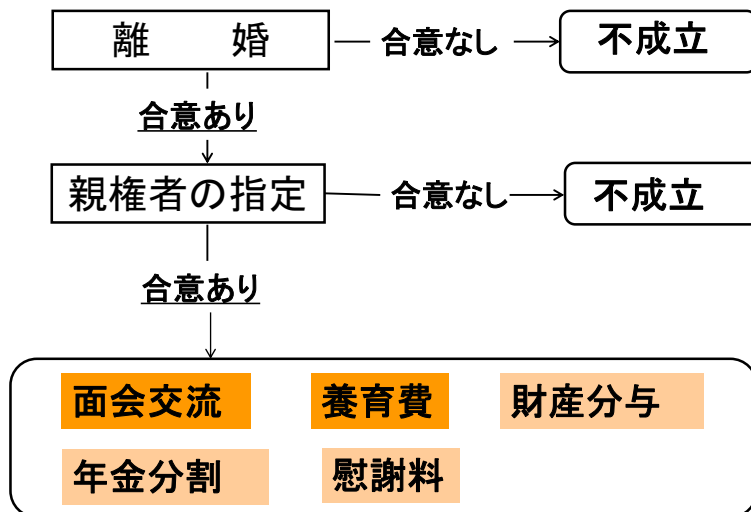 離　婚 合意なし 不成立
合意あり
親権者の指定 合意なし 不成立
合意あり
面会交流 養育費 財産分与
年金分割 慰謝料